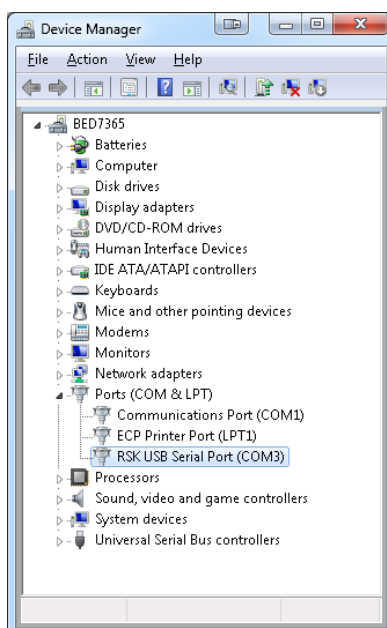 Device Manager
File Action View Help
BED7365
Batteries
Computer
Disk drives
Display adapters
DVD/CD-ROM drives
Human Interface Devices
IDE ATA/ATAPI controllers
Keyboards
Mice and other pointing devices
Modems
Monitors
Network adapters
Ports (COM & LPT)
Communications Port (COM1)
ECP Printer Port (LPT1)
RSK USB Serial Port (COM3)
Processors
Sound, video and game controllers
System devices
Universal Serial Bus controllers